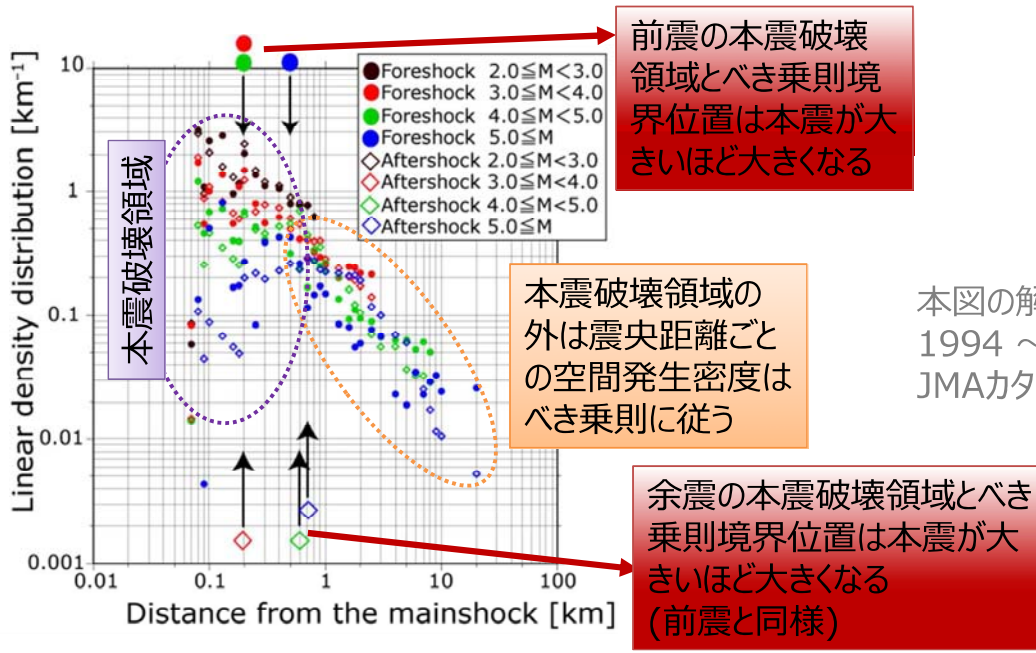 前震の本震破壊
領域とべき乗則境
界位置は本震が大
きいほど大きくなる
Linear density distribution [km⁻¹]
10
1
0.1
0.01
0.001
本震破壊領域
Foreshock 2.0≦M<3.0
Foreshock 3.0≦M<4.0
Foreshock 4.0≦M<5.0
Foreshock 5.0≦M
Aftershock 2.0≦M<3.0
Aftershock 3.0≦M<4.0
Aftershock 4.0≦M<5.0
Aftershock 5.0≦M
本震破壊領域の
外は震央距離ごと
の空間発生密度は
べき乗則に従う
本図の解
1994 ~
JMAカタ
余震の本震破壊領域とべき
乗則境界位置は本震が大
きいほど大きくなる
(前震と同様)
0.01
0.1
1
10
100
Distance from the mainshock [km]